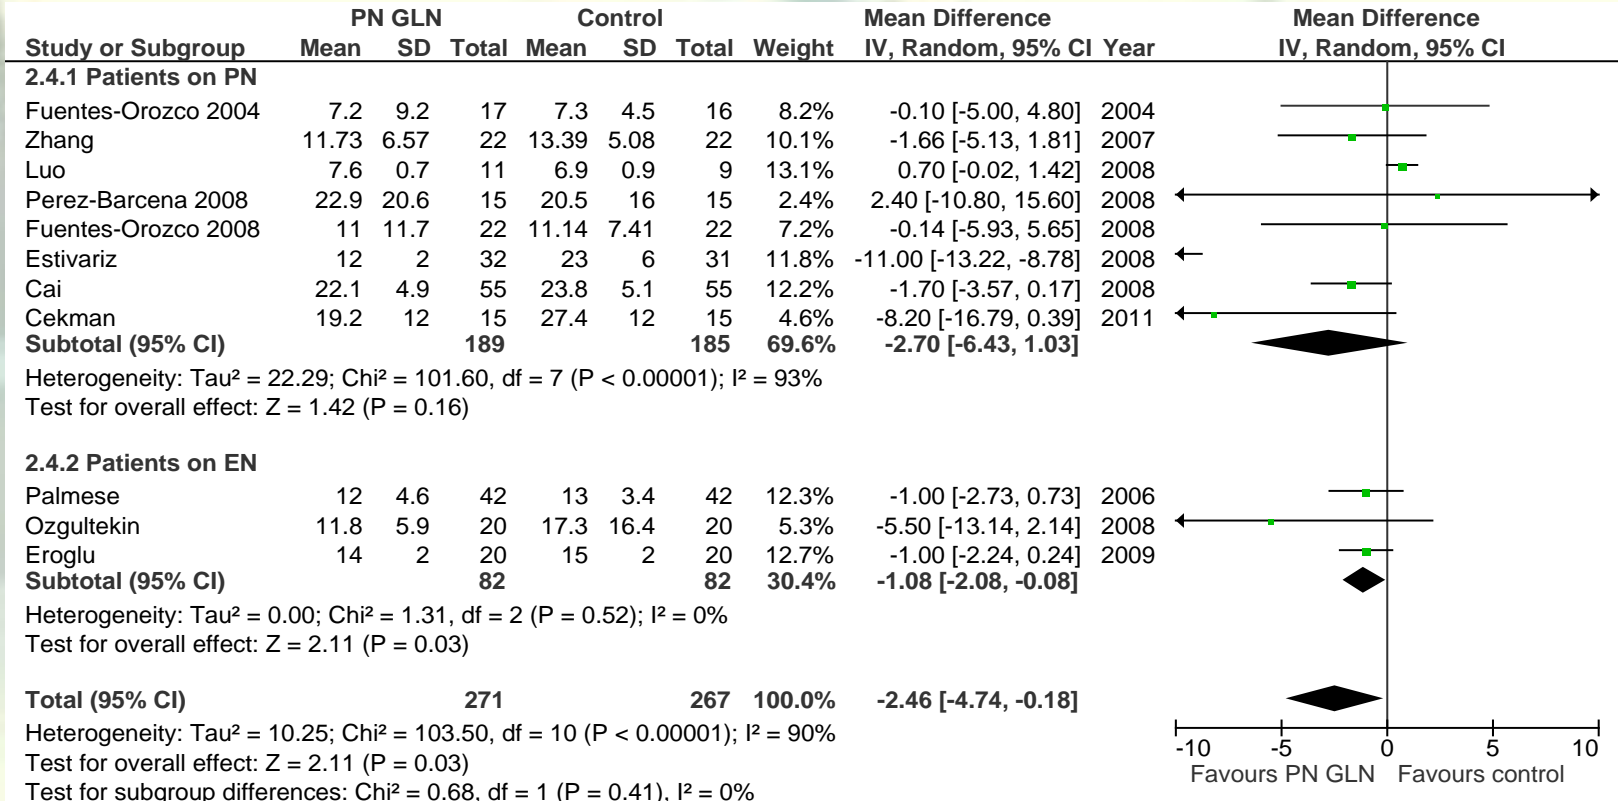 PN GLN Control Mean Difference Mean Difference
Study or Subgroup Mean SD Total Mean SD Total Weight IV, Random, 95% CI Year IV, Random, 95% CI
2.4.1 Patients on PN
Fuentes-Orozco 2004 7.2 9.2 17 7.3 4.5 16 8.2% -0.10 [-5.00, 4.80] 2004
Zhang 11.73 6.57 22 13.39 5.08 22 10.1% -1.66 [-5.13, 1.81] 2007
Luo 7.6 0.7 11 6.9 0.9 9 13.1% 0.70 [-0.02, 1.42] 2008
Perez-Barcena 2008 22.9 20.6 15 20.5 16 15 2.4% 2.40 [-10.80, 15.60] 2008
Fuentes-Orozco 2008 11 11.7 22 11.14 7.41 22 7.2% -0.14 [-5.93, 5.65] 2008
Estivariz 12 2 32 23 6 31 11.8% -11.00 [-13.22, -8.78] 2008
Cai 22.1 4.9 55 23.8 5.1 55 12.2% -1.70 [-3.57, 0.17] 2008
Cekman 19.2 12 15 27.4 12 15 4.6% -8.20 [-16.79, 0.39] 2011
Subtotal (95% CI) 189 185 69.6% -2.70 [-6.43, 1.03]
Heterogeneity: Tau² = 22.29; Chi² = 101.60, df = 7 (P < 0.00001); I² = 93%
Test for overall effect: Z = 1.42 (P = 0.16)
2.4.2 Patients on EN
Palmese 12 4.6 42 13 3.4 42 12.3% -1.00 [-2.73, 0.73] 2006
Ozgultekin 11.8 5.9 20 17.3 16.4 20 5.3% -5.50 [-13.14, 2.14] 2008
Eroglu 14 2 20 15 2 20 12.7% -1.00 [-2.24, 0.24] 2009
Subtotal (95% CI) 82 82 30.4% -1.08 [-2.08, -0.08]
Heterogeneity: Tau² = 0.00; Chi² = 1.31, df = 2 (P = 0.52); I² = 0%
Test for overall effect: Z = 2.11 (P = 0.03)
Total (95% CI) 271 267 100.0% -2.46 [-4.74, -0.18]
Heterogeneity: Tau² = 10.25; Chi² = 103.50, df = 10 (P < 0.00001); I² = 90%
Test for overall effect: Z = 2.11 (P = 0.03)
Test for subgroup differences: Chi² = 0.68, df = 1 (P = 0.41), I² = 0%
-10 -5 0 5 10
Favours PN GLN Favours control